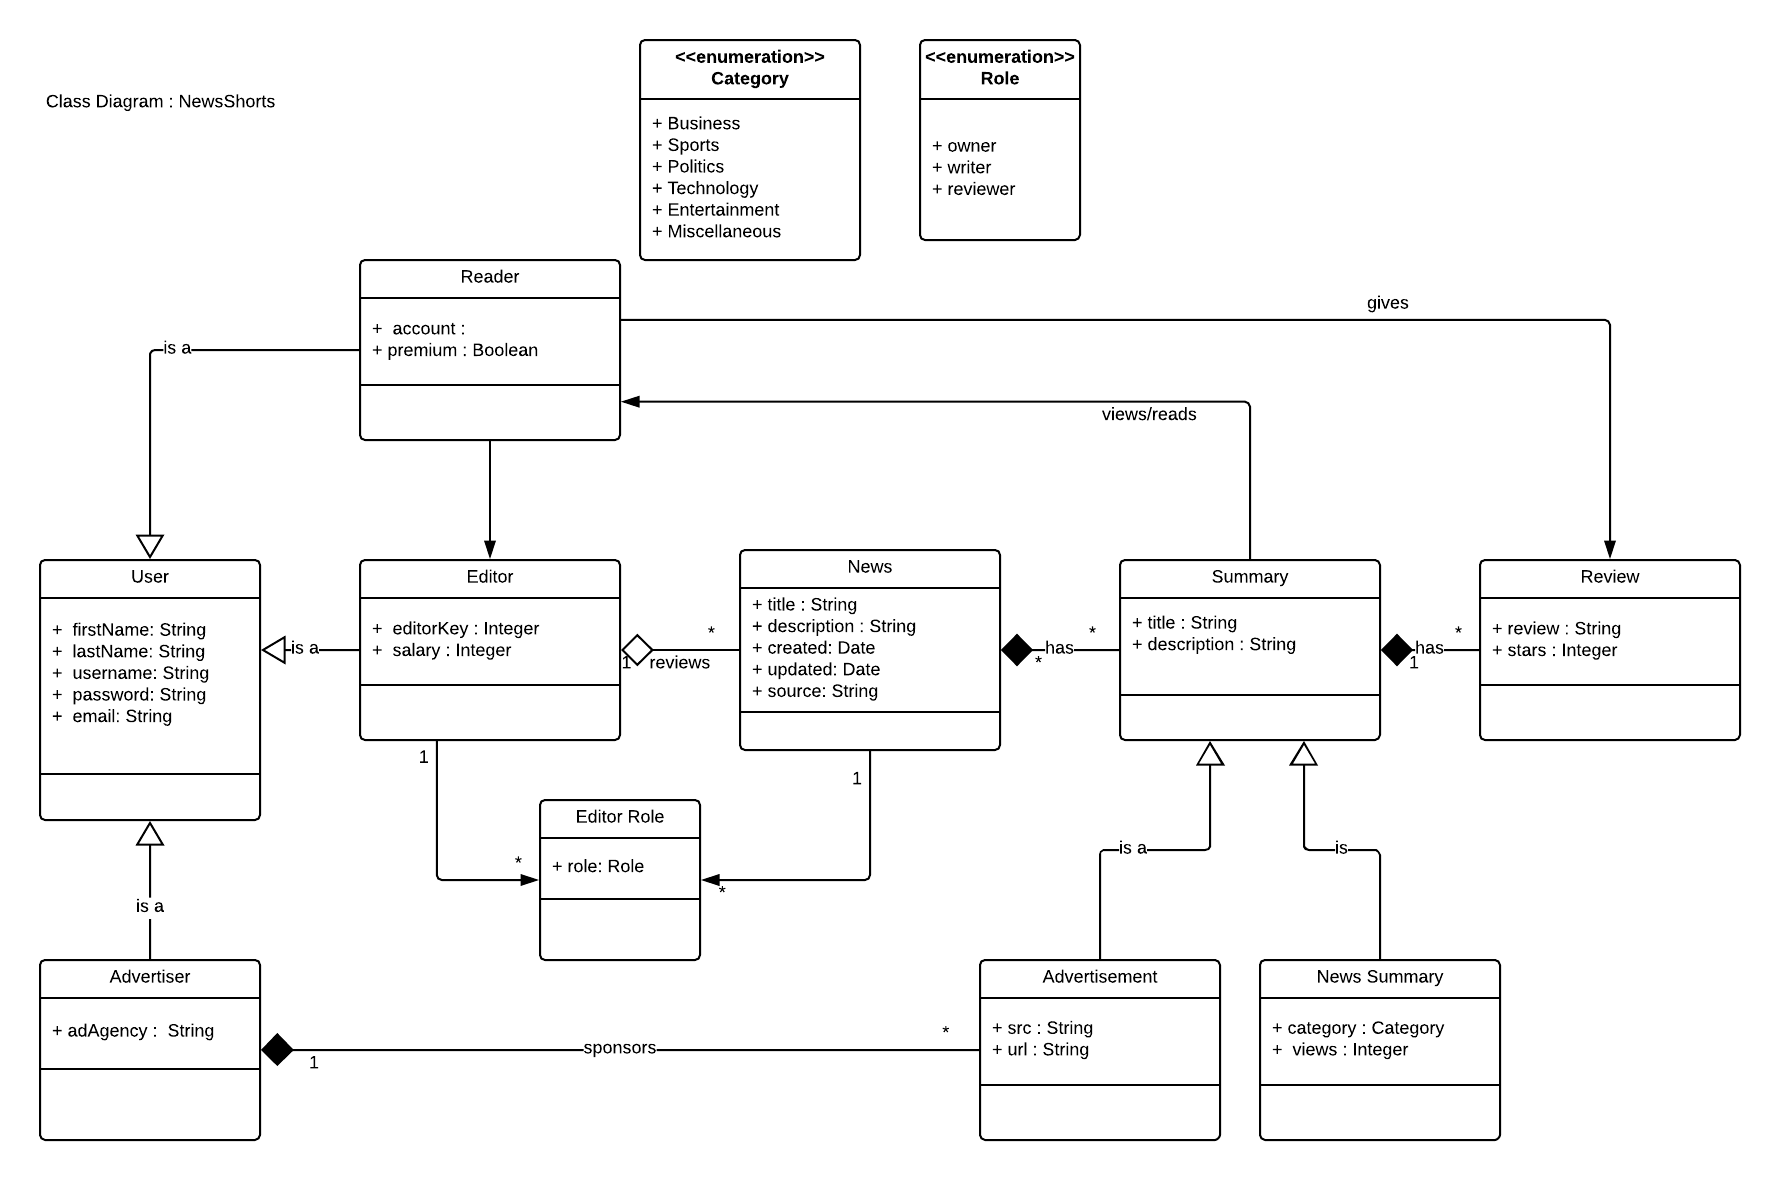 <<enumeration>>
Category
+ Business
+ Sports
+ Politics
+ Technology
+ Entertainment
+ Miscellaneous
<<enumeration>>
Role
+ owner
+ writer
+ reviewer
Class Diagram : NewsShorts
Reader
+  account :
+ premium : Boolean
gives
is a
views/reads
User
+  firstName: String
+  lastName: String
+  username: String
+  password: String
+  email: String
is a
Editor
+  editorKey : Integer
+  salary : Integer
1
reviews
*
News
+ title : String
+ description : String
+ created: Date
+ updated: Date
+ source: String
has
*
*
Summary
+ title : String
+ description : String
has
1
*
Review
+ review : String
+ stars : Integer
1
*
1
*
Editor Role
+ role: Role
is a
is a
is
Advertiser
+ adAgency :  String
1
sponsors
*
Advertisement
+ src : String
+ url : String
News Summary
+ category : Category
+  views : Integer